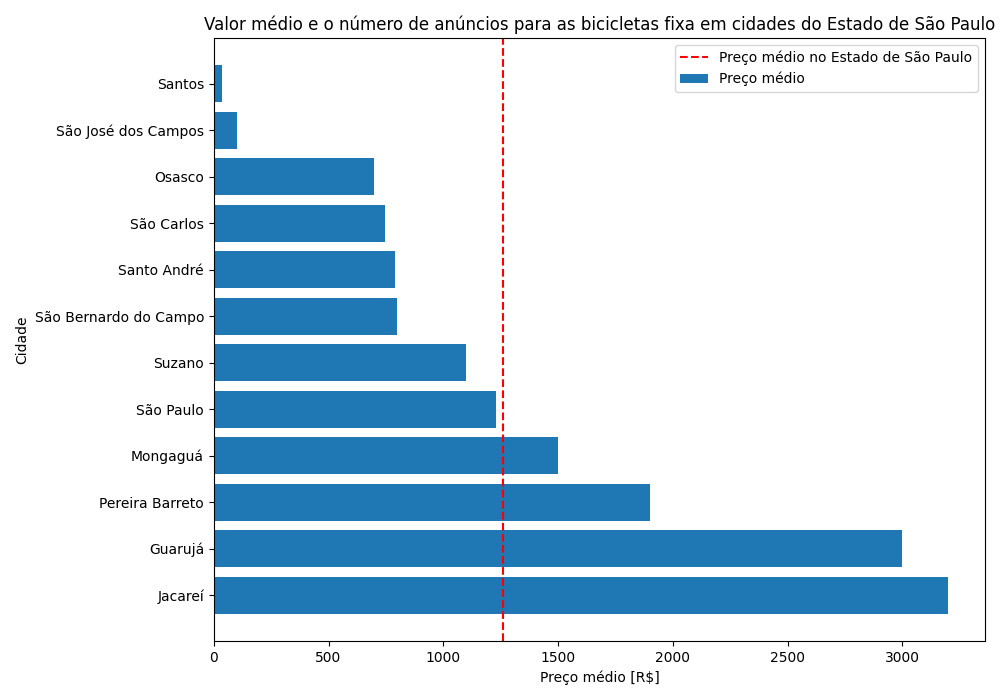 Valor médio e o número de anúncios para as bicicletas fixa em cidades do Estado de São Paulo
Preço médio no Estado de São Paulo
Preço médio
Cidade
Santos
São José dos Campos
Osasco
São Carlos
Santo André
São Bernardo do Campo
Suzano
São Paulo
Mongaguá
Pereira Barreto
Guarujá
Jacareí
0 500 1000 1500 2000 2500 3000
Preço médio [R$]